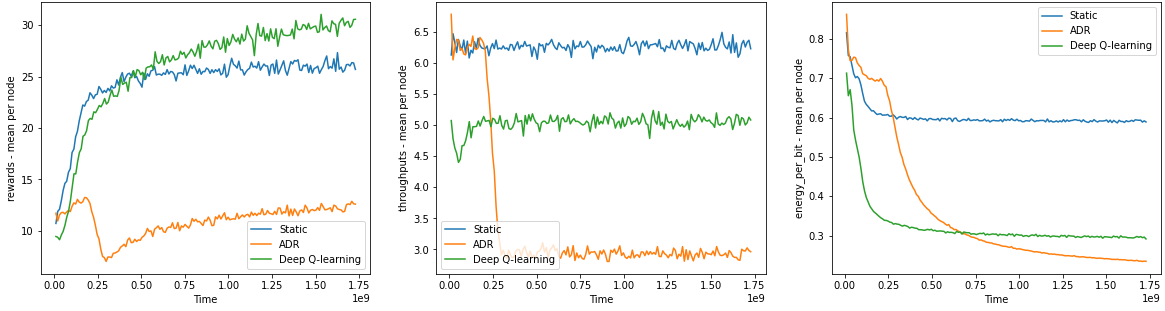 rewards - mean per node
30
25
20
15
10
0.00 0.25 0.50 0.75 1.00 1.25 1.50 1.75
1e9
Time
Static
ADR
Deep Q-learning
throughputs - mean per node
6.5
6.0
5.5
5.0
4.5
4.0
3.5
3.0
0.00 0.25 0.50 0.75 1.00 1.25 1.50 1.75
1e9
Time
Static
ADR
Deep Q-learning
energy_per_bit - mean per node
0.8
0.7
0.6
0.5
0.4
0.3
0.00 0.25 0.50 0.75 1.00 1.25 1.50 1.75
1e9
Time
Static
ADR
Deep Q-learning